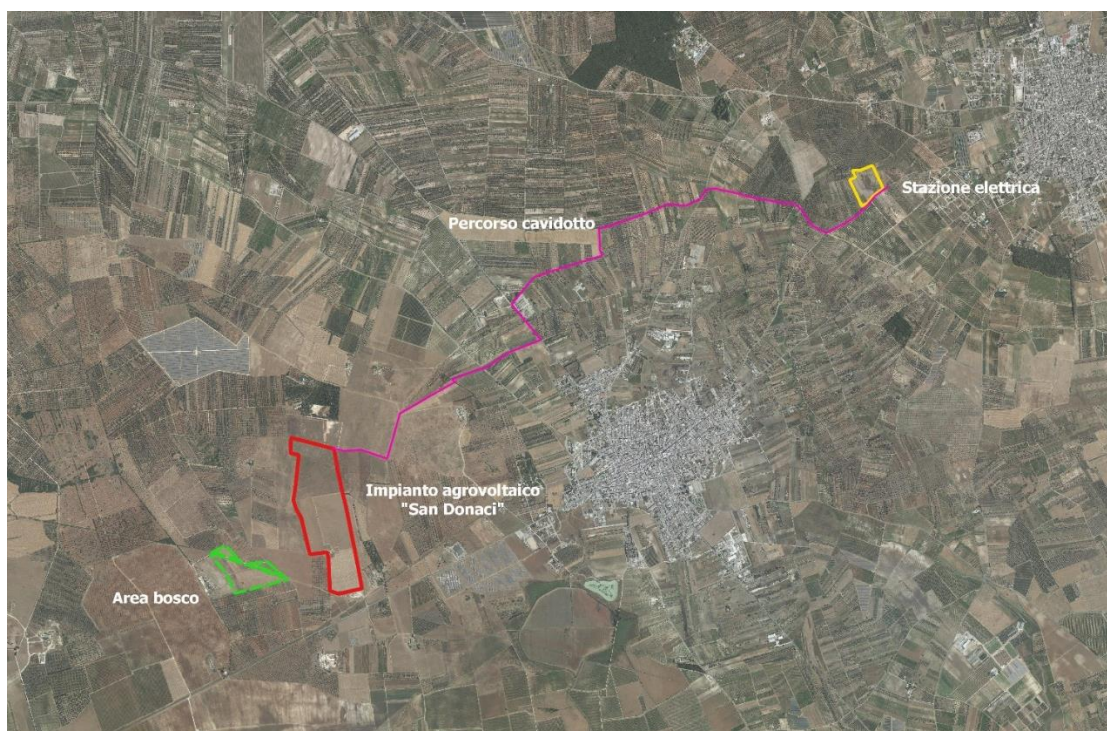 Stazione elettrica
Percorso cavidotto
Impianto agrovoltaico
"San Donaci"
Area bosco